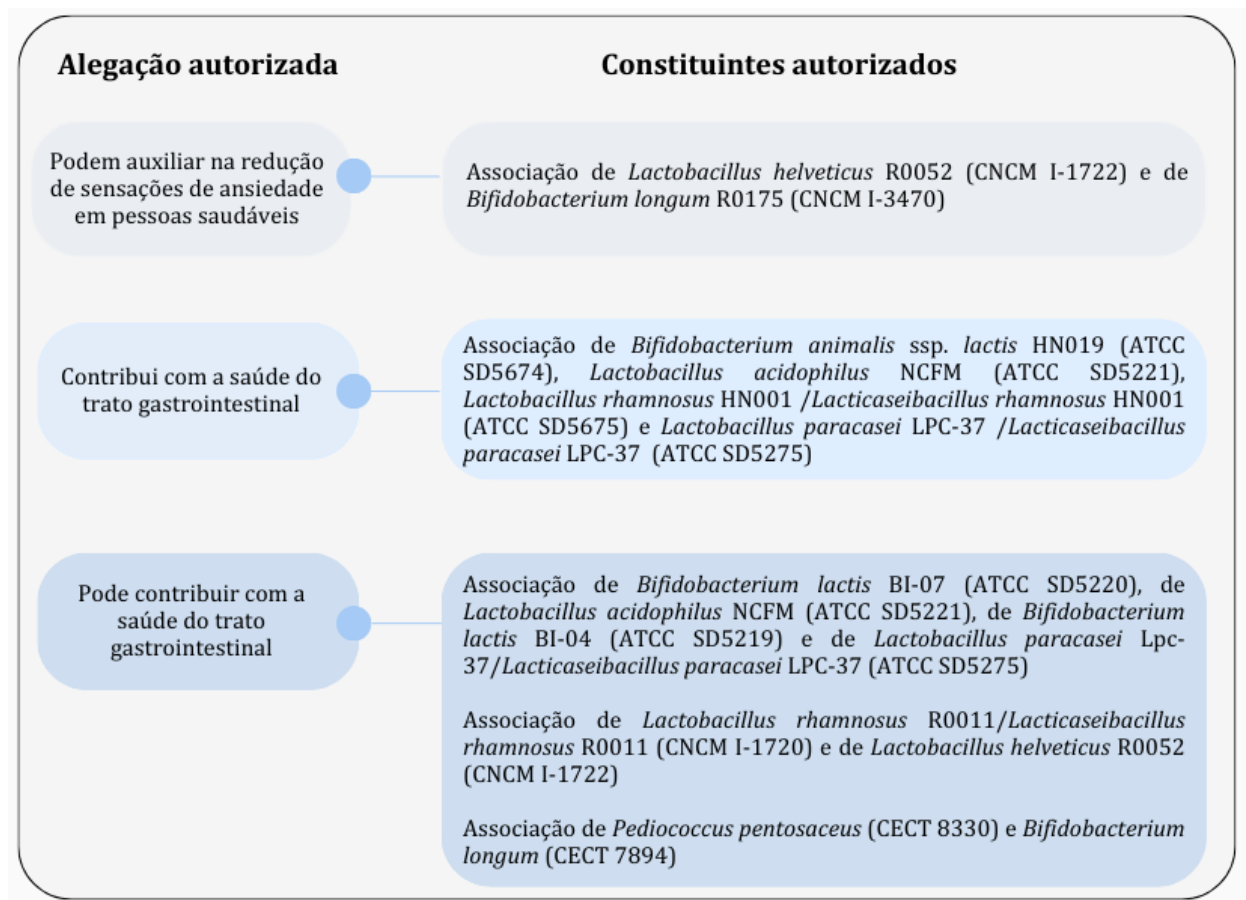 Alegação autorizada
Constituintes autorizados
Podem auxiliar na redução
de sensações de ansiedade
em pessoas saudáveis
Associação de Lactobacillus helveticus R0052 (CNCM I-1722) e de
Bifidobacterium longum R0175 (CNCM I-3470)
Contribui com a saúde do
trato gastrointestinal
Associação de Bifidobacterium animalis ssp. lactis HN019 (ATCC
SD5674), Lactobacillus acidophilus NCFM (ATCC SD5221),
Lactobacillus rhamnosus HN001 /Lacticaseibacillus rhamnosus HN001
(ATCC SD5675) e Lactobacillus paracasei LPC-37 /Lacticaseibacillus
paracasei LPC-37 (ATCC SD5275)
Pode contribuir com a
saúde do trato
gastrointestinal
Associação de Bifidobacterium lactis BI-07 (ATCC SD5220), de
Lactobacillus acidophilus NCFM (ATCC SD5221), de Bifidobacterium
lactis BI-04 (ATCC SD5219) e de Lactobacillus paracasei Lpc-
37/Lacticaseibacillus paracasei LPC-37 (ATCC SD5275)
Associação de Lactobacillus rhamnosus R0011/Lacticaseibacillus
rhamnosus R0011 (CNCM I-1720) e de Lactobacillus helveticus R0052
(CNCM I-1722)
Associação de Pediococcus pentosaceus (CECT 8330) e Bifidobacterium
longum (CECT 7894)